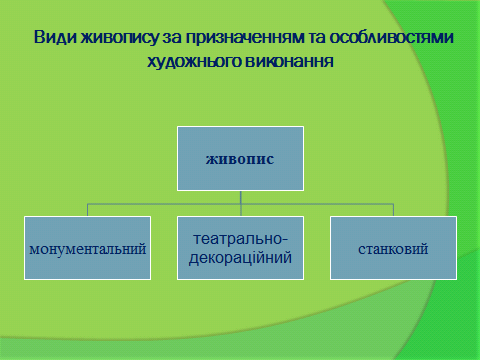 Види живопису за призначенням та особливостями
художнього виконання
живопис
монументальний
театрально-
декораційний
станковий